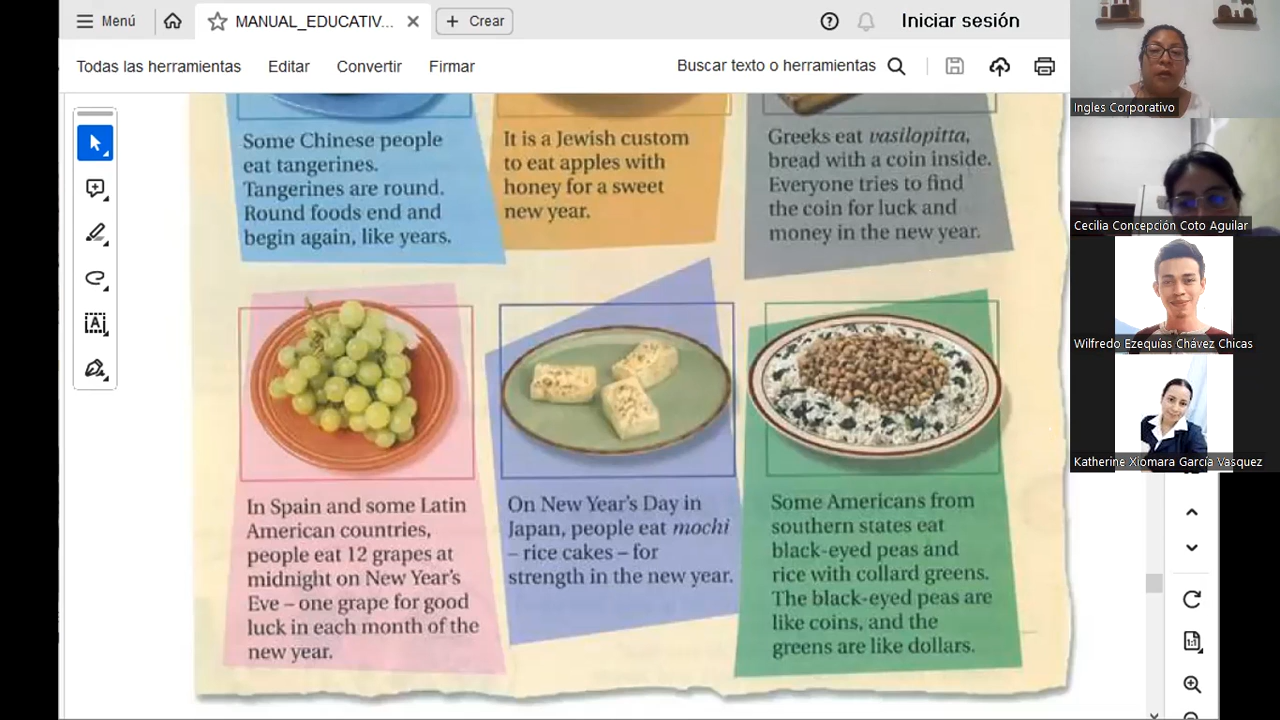 Menú
MANUAL_EDUCATIV...
Crear
Iniciar sesión
Todas las herramientas
Editar
Convertir
Firmar
Buscar texto o herramientas
Some Chinese people
eat tangerines.
Tangerines are round.
Round foods end and
begin again, like years.
It is a Jewish custom
to eat apples with
honey for a sweet
new year.
Greeks eat vasilopitta,
bread with a coin inside.
Everyone tries to find
the coin for luck and
money in the new year.
In Spain and some Latin
American countries,
people eat 12 grapes at
midnight on New Year's
Eve – one grape for good
luck in each month of the
new year.
On New Year's Day in
Japan, people eat mochi
– rice cakes – for
strength in the new year.
Some Americans from
southern states eat
black-eyed peas and
rice with collard greens.
The black-eyed peas are
like coins, and the
greens are like dollars.
Ingles Corporativo
Cecilia Concepción Coto Aguilar
Wilfredo Ezequías Chávez Chicas
Katherine Xiomara García Vasquez
1:1